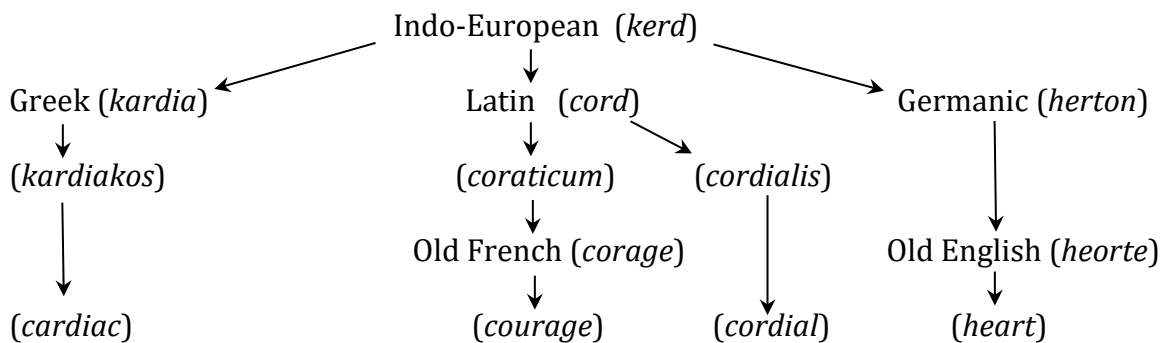 Indo-European (kerd)
Greek (kardia) Latin (cord) Germanic (herton)
(kardiakos) (coraticum) (cordialis)
Old French (corage) Old English (heorte)
(cardiac) (courage) (cordial) (heart)